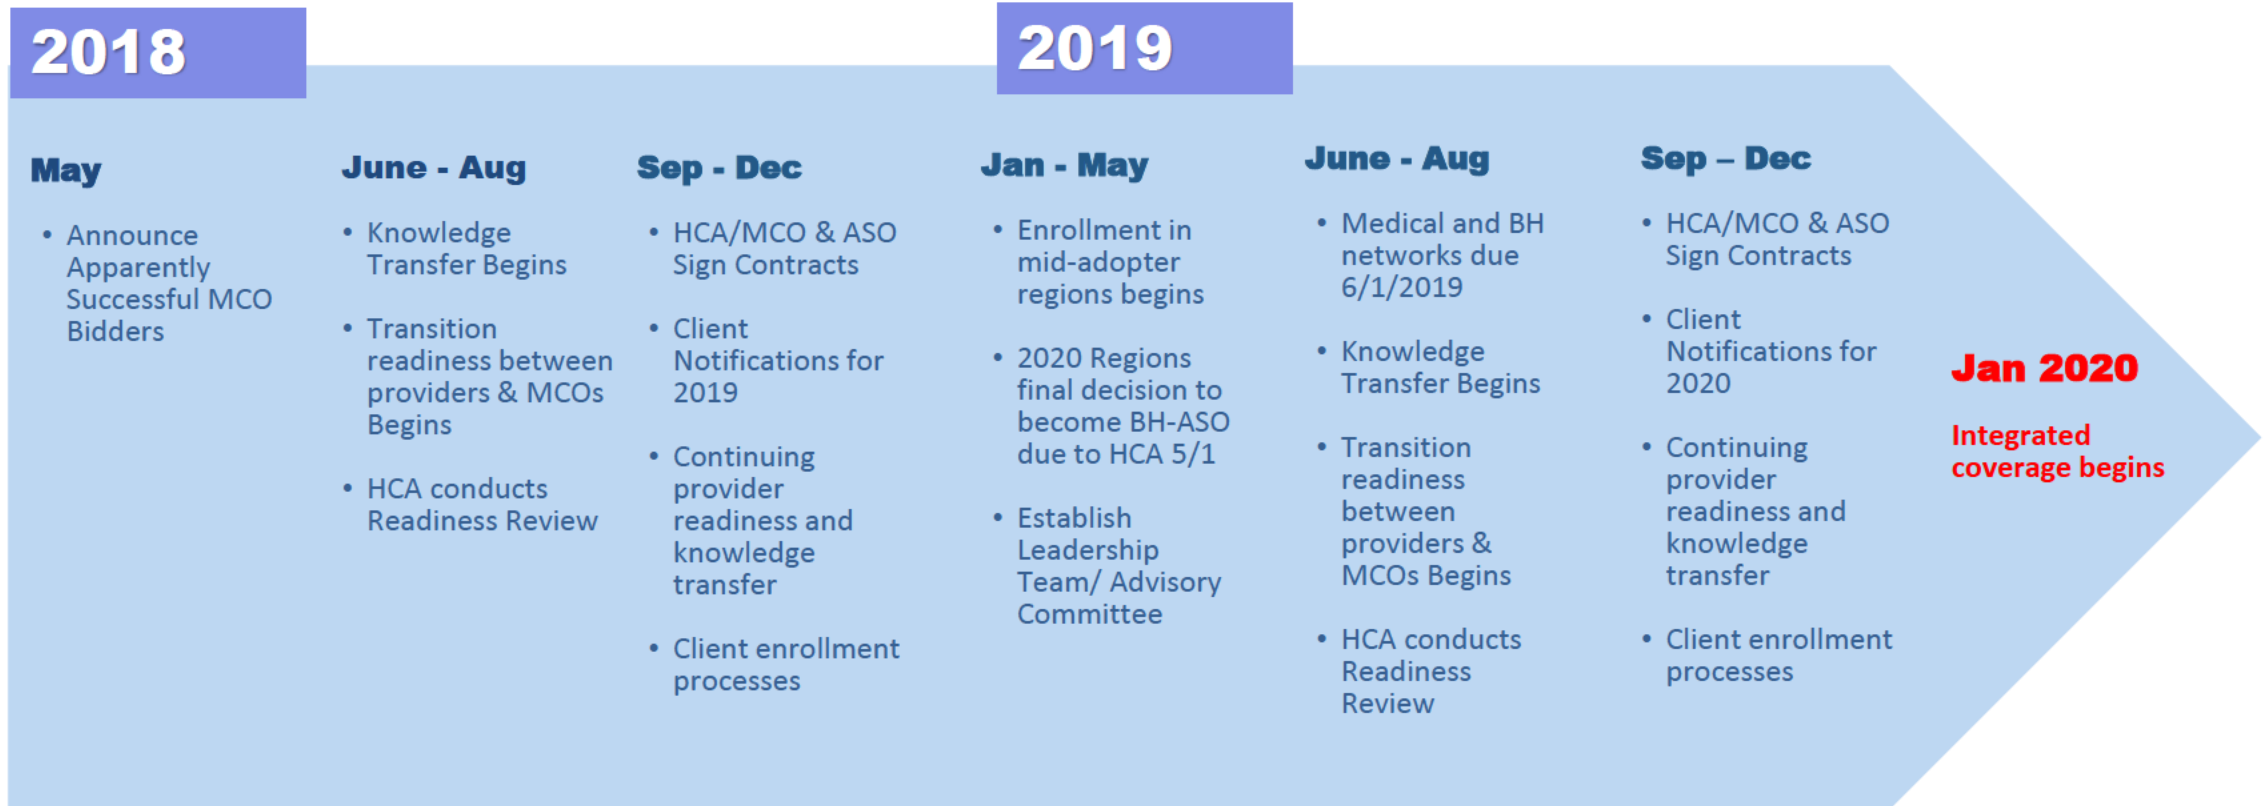 2018
May
• Announce
Apparently
Successful MCO
Bidders
June - Aug
• Knowledge
Transfer Begins
• Transition
readiness between
providers & MCOs
Begins
• HCA conducts
Readiness Review
Sep - Dec
• HCA/MCO & ASO
Sign Contracts
• Client
Notifications for
2019
• Continuing
provider
readiness and
knowledge
transfer
• Client enrollment
processes
2019
Jan - May
• Enrollment in
mid-adopter
regions begins
• 2020 Regions
final decision to
become BH-ASO
due to HCA 5/1
• Establish
Leadership
Team/ Advisory
Committee
June - Aug
• Medical and BH
networks due
6/1/2019
• Knowledge
Transfer Begins
• Transition
readiness
between
providers &
MCOs Begins
• HCA conducts
Readiness
Review
Sep – Dec
• HCA/MCO & ASO
Sign Contracts
• Client
Notifications for
2020
• Continuing
provider
readiness and
knowledge
transfer
• Client enrollment
processes
Jan 2020
Integrated
coverage begins